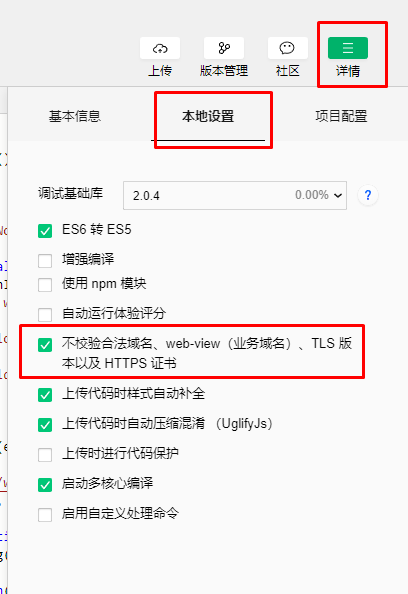 上传 版本管理 社区 详情
基本信息 本地设置 项目配置
调试基础库 2.0.4 0.00% ?
ES6 转 ES5
增强编译
使用 npm 模块
自动运行体验评分
不校验合法域名、web-view（业务域名）、TLS 版
本以及 HTTPS 证书
上传代码时样式自动补全
上传代码时自动压缩混淆 （UglifyJs）
上传时进行代码保护
启动多核心编译
启用自定义处理命令